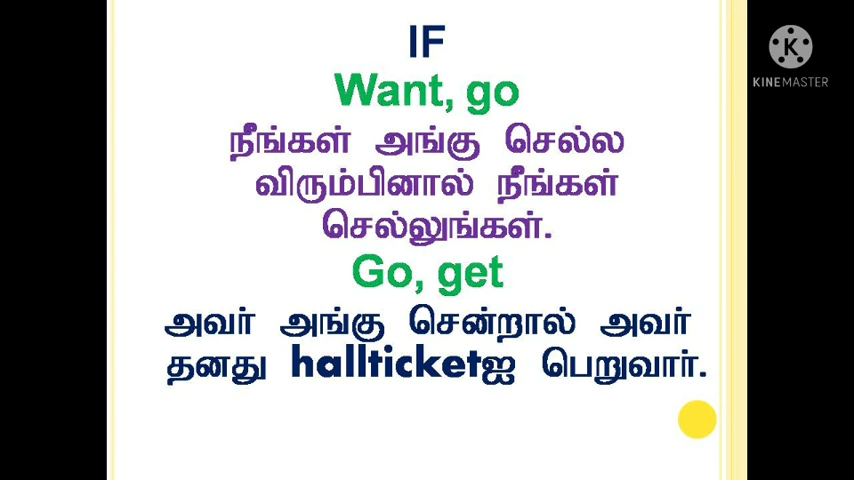 IF
Want, go
நீங்கள் அங்கு செல்ல
விரும்பினால் நீங்கள்
செல்லுங்கள்.
Go, get
அவர் அங்கு சென்றால் அவர்
தனது hallticketஐ பெறுவார்.
K
KINEMASTER